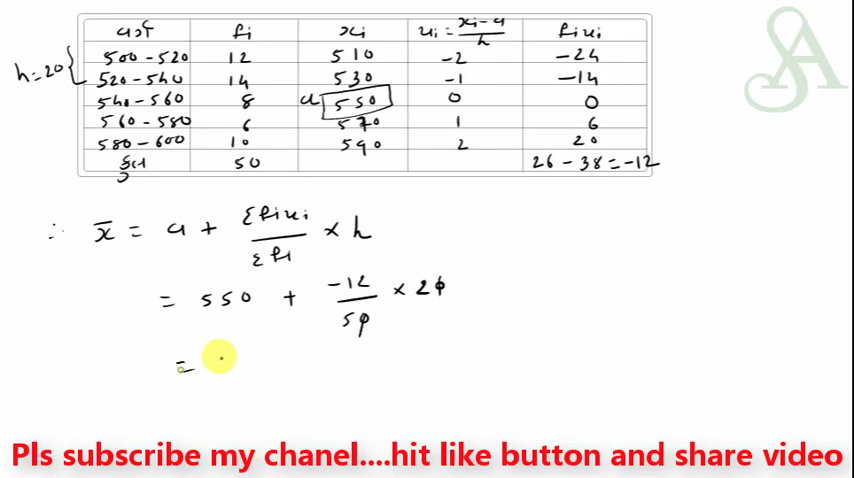 વર્ગ fi xi ui = xi-a/h fiui
500-520 12 510 -2 -24
h=20 520-540 14 530 -1 -14
540-560 8 a 550 0 0
560-580 6 570 1 6
580-600 10 590 2 20
કુલ 50 26 - 38 = -12
∴ x̄ = a + Σfiui/Σfi × h
= 550 + -12/50 × 20
=
Pls subscribe my chanel....hit like button and share video